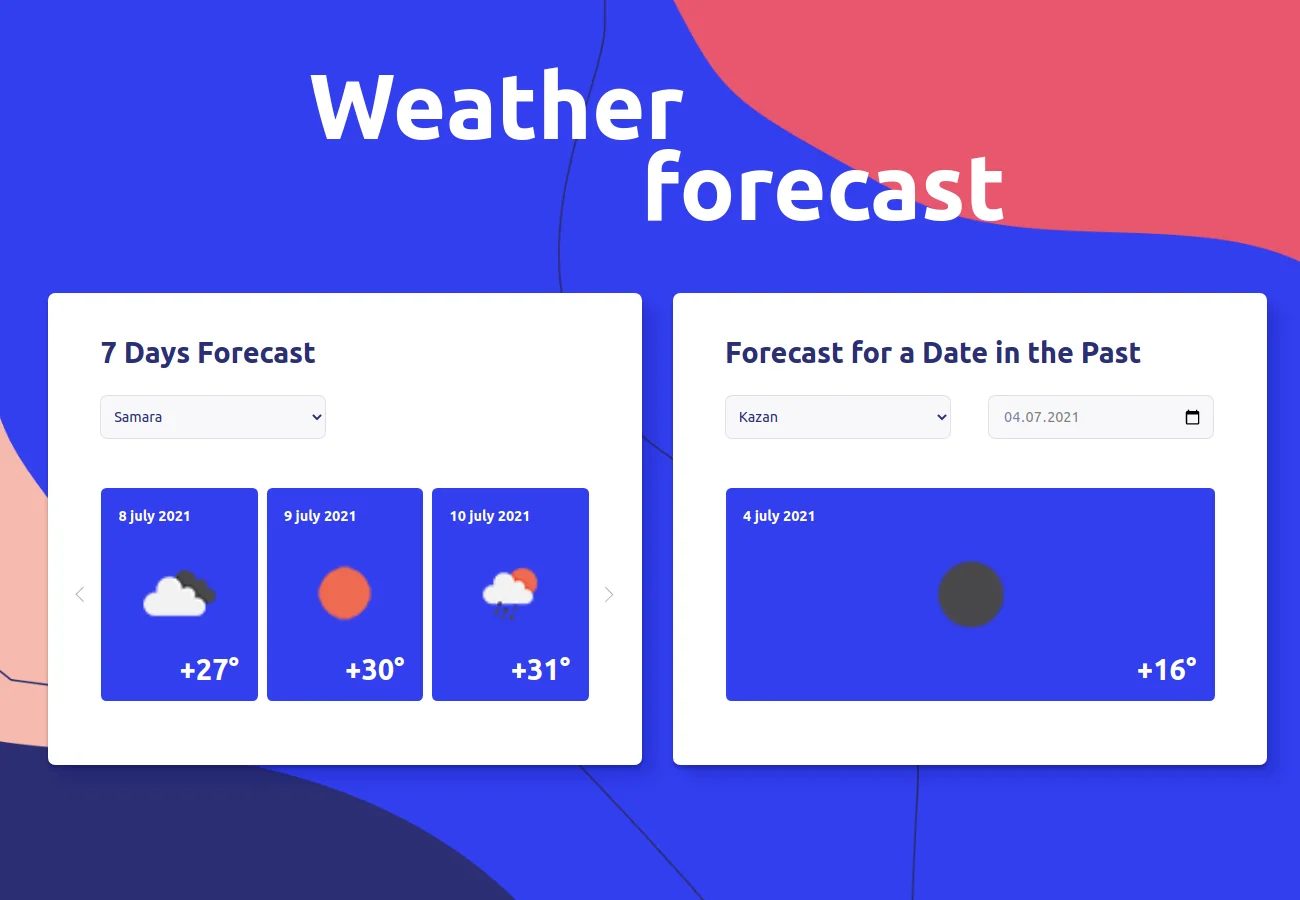 Weather
forecast
7 Days Forecast
Samara
8 july 2021
+27°
9 july 2021
+30°
10 july 2021
+31°
Forecast for a Date in the Past
Kazan
04.07.2021
4 july 2021
+16°